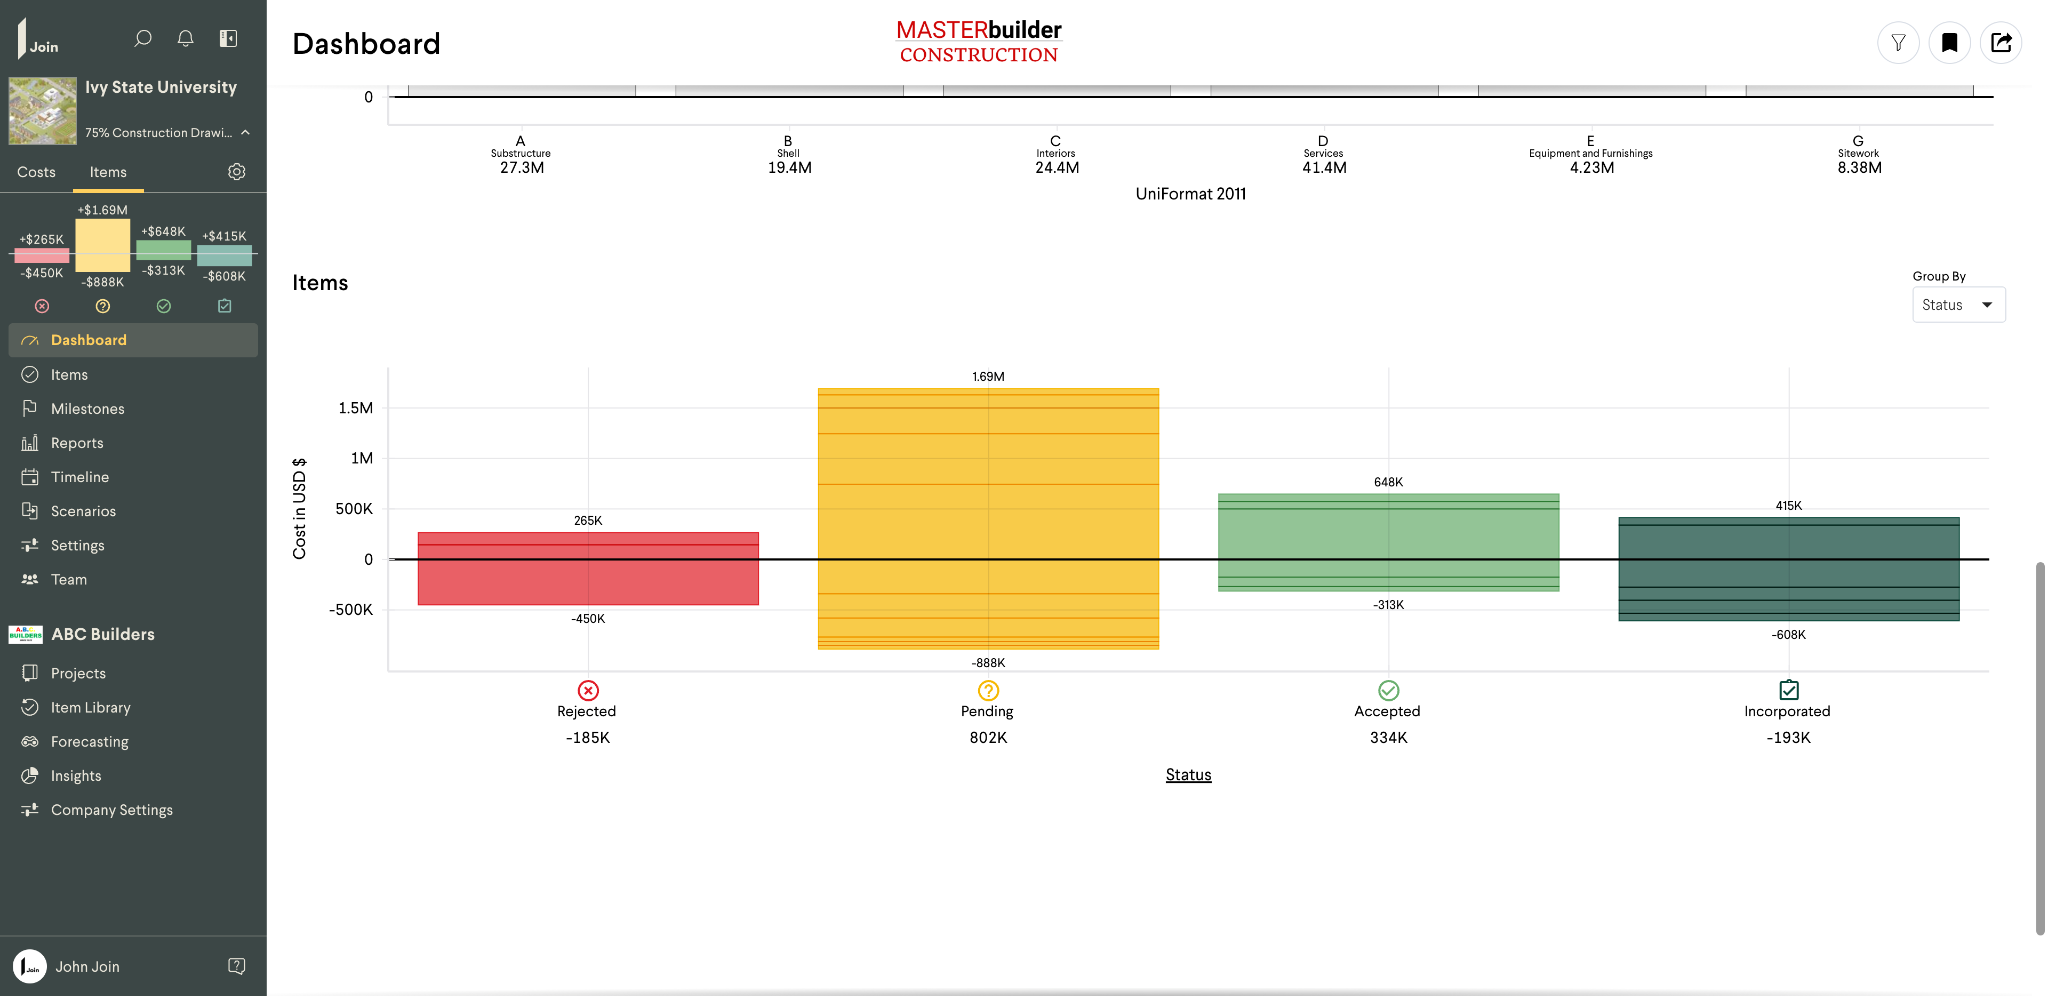 Join
Ivy State University
75% Construction Drawi...
Costs
Items
+$265K
-$450K
+$1.69M
-$888K
+$648K
-$313K
+$415K
-$608K
Dashboard
Items
Milestones
Reports
Timeline
Scenarios
Settings
Team
ABC Builders
Projects
Item Library
Forecasting
Insights
Company Settings
Join
John Join
Dashboard
MASTERbuilder
CONSTRUCTION
0
A
Substructure
27.3M
B
Shell
19.4M
C
Interiors
24.4M
D
Services
41.4M
E
Equipment and Furnishings
4.23M
G
Sitework
8.38M
UniFormat 2011
Items
Group By
Status
Cost in USD $
1.5M
1M
500K
0
-500K
265K
-450K
1.69M
-888K
648K
-313K
415K
-608K
Rejected
-185K
Pending
802K
Accepted
334K
Incorporated
-193K
Status